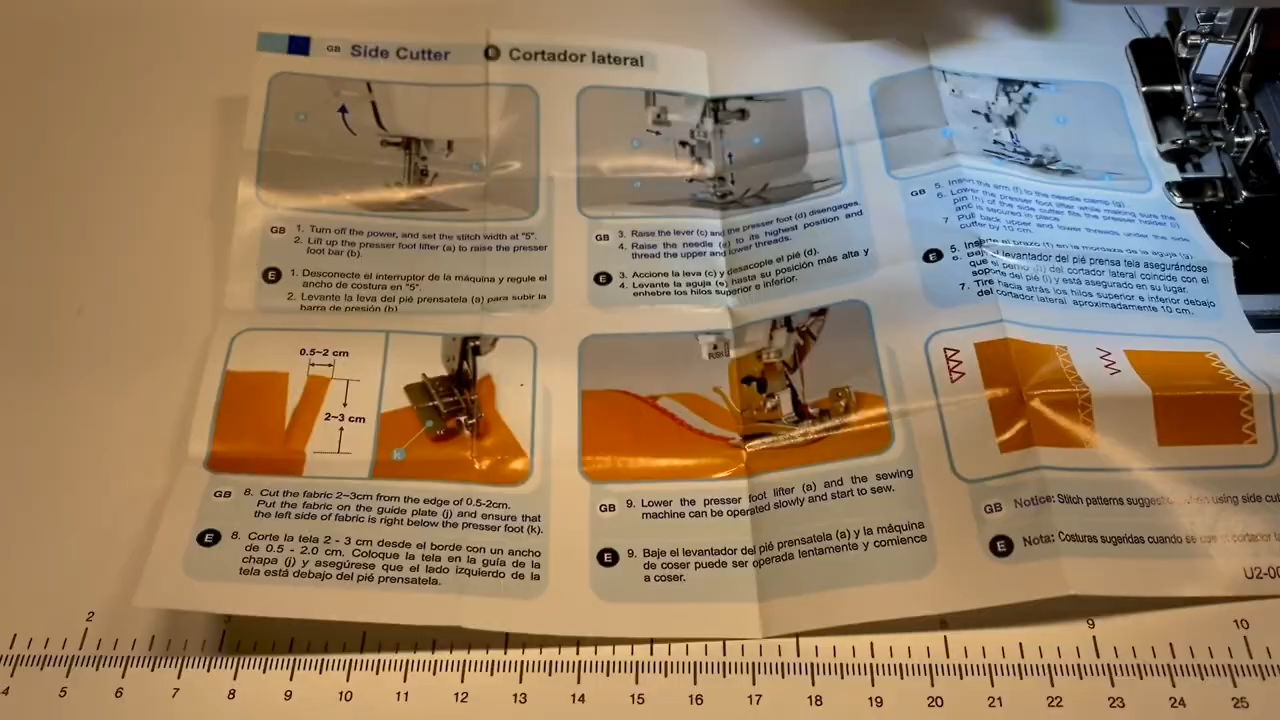 GB Side Cutter E Cortador lateral
GB 1. Turn off the power, and set the stitch width at "5".
2. Lift up the presser foot lifter (a) to raise the presser
foot bar (b).
E 1. Desconecte el interruptor de la máquina y regule el
ancho de costura en "5".
2. Levante la leva del pié prensatela (a) para subir la
barra de presión (b)
GB 3. Raise the lever (c) and the presser foot (d) disengages.
4. Raise the needle (e) to its highest position and
thread the upper and lower threads.
E 3. Accione la leva (c) y desacople el pié (d).
4. Levante la aguja (e) hasta su posición más alta y
enhebre los hilos superior e inferior.
GB 5. Insert the arm (f) to the needle clamp (g).
6. Lower the presser foot lifter while making sure the
pin (h) of the side cutter fits the presser holder (i)
and is secured in place.
7. Pull back upper and lower threads under the side
cutter by 10 cm.
E 5. Inserte el brazo (f) en la mordaza de la aguja (g)
6. Baje el levantador del pié prensa tela asegurándose
que el perno (h) del cortador lateral coincide con el
soporte del pié (i) y está asegurado en su lugar.
7. Tire hacia atrás los hilos superior e inferior debajo
del cortador lateral aproximadamente 10 cm.
0.5~2 cm
2~3 cm
k
GB 8. Cut the fabric 2~3cm from the edge of 0.5-2cm.
Put the fabric on the guide plate (j) and ensure that
the left side of fabric is right below the presser foot (k).
E 8. Corte la tela 2 - 3 cm desde el borde con un ancho
de 0.5 - 2.0 cm. Coloque la tela en la guía de la
chapa (j) y asegúrese que el lado izquierdo de la
tela está debajo del pié prensatela.
GB 9. Lower the presser foot lifter (a) and the sewing
machine can be operated slowly and start to sew.
E 9. Baje el levantador del pié prensatela (a) y la máquina
de coser puede ser operada lentamente y comience
a coser.
GB Notice: Stitch patterns using side cut
E Nota: Costuras sugeridas cuando se
U2-00
2 3 8 9 10
4 5 6 7 8 9 10 11 12 13 14 15 16 17 18 19 20 21 22 23 24 25